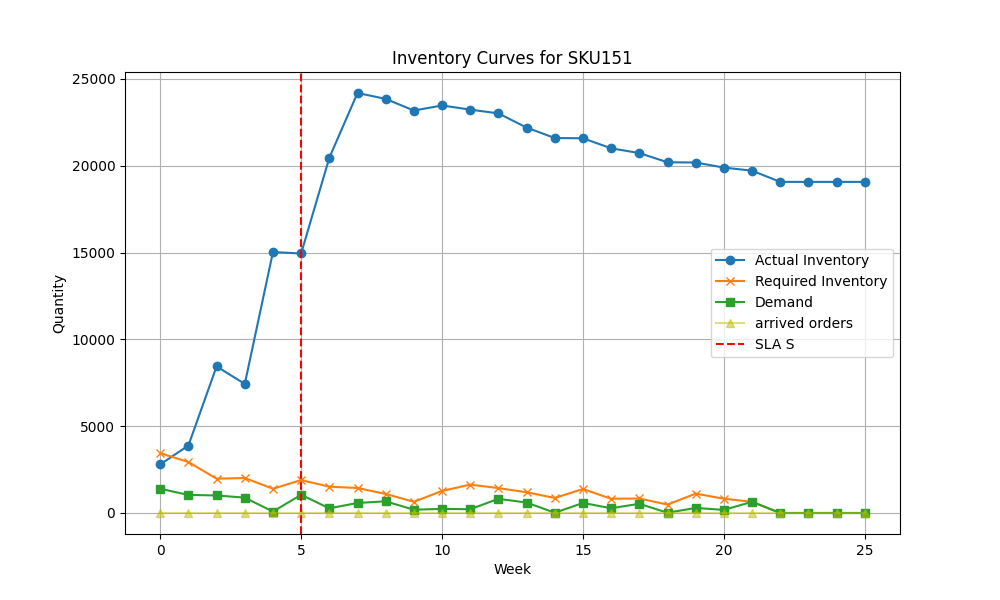 Inventory Curves for SKU151
Quantity
25000
20000
15000
10000
5000
0
Actual Inventory
Required Inventory
Demand
arrived orders
SLA S
0 5 10 15 20 25
Week